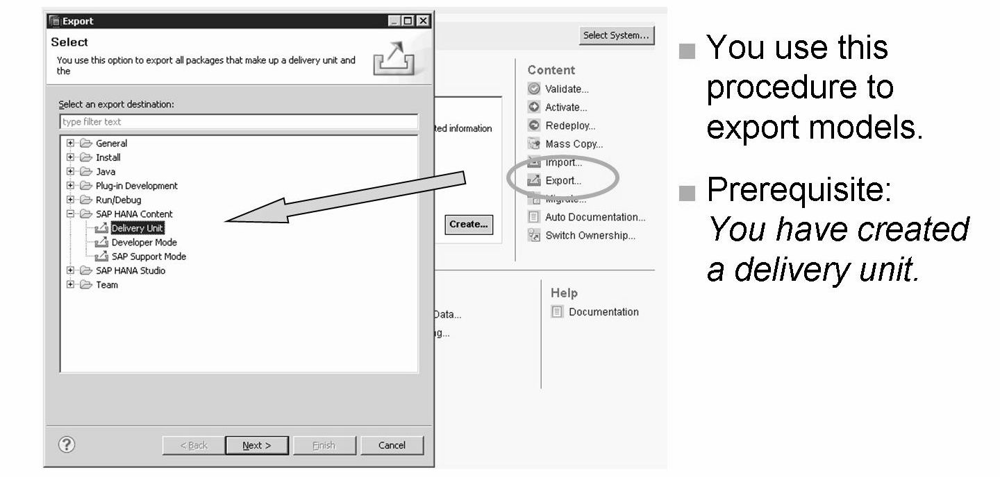 Export
Select
You use this option to export all packages that make up a delivery unit and
the
Select an export destination:
type filter text
General
Install
Java
Plug-in Development
Run/Debug
SAP HANA Content
Delivery Unit
Developer Mode
SAP Support Mode
SAP HANA Studio
Team
< Back
Next >
Finish
Cancel
Select System...
ted information
Create...
Data...
g...
Content
Validate...
Activate...
Redeploy...
Mass Copy...
Import...
Export...
Migrate...
Auto Documentation...
Switch Ownership...
Help
Documentation
You use this
procedure to
export models.
Prerequisite:
You have created
a delivery unit.